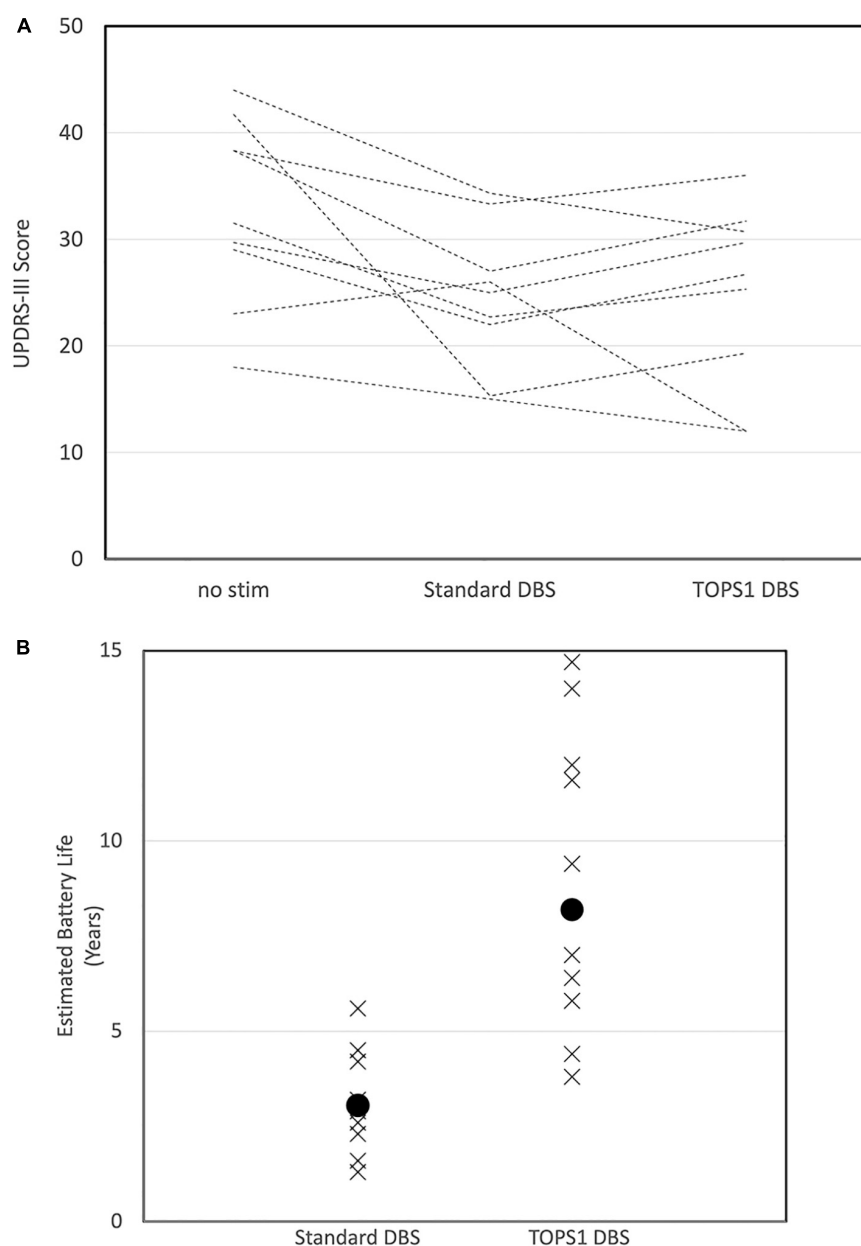 A
50
40
30
20
10
0
UPDRS-III Score
no stim Standard DBS TOPS1 DBS
B
15
10
5
0
Estimated Battery Life
(Years)
Standard DBS TOPS1 DBS